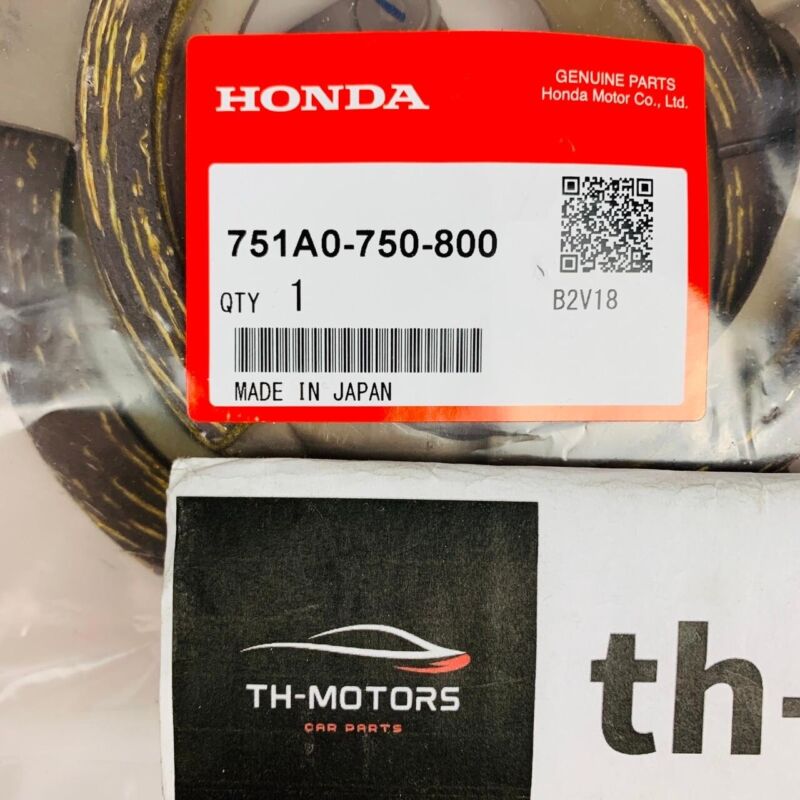 HONDA
GENUINE PARTS
Honda Motor Co., Ltd.
751A0-750-800
QTY 1
B2V18
MADE IN JAPAN
TH-MOTORS
CAR PARTS
th-